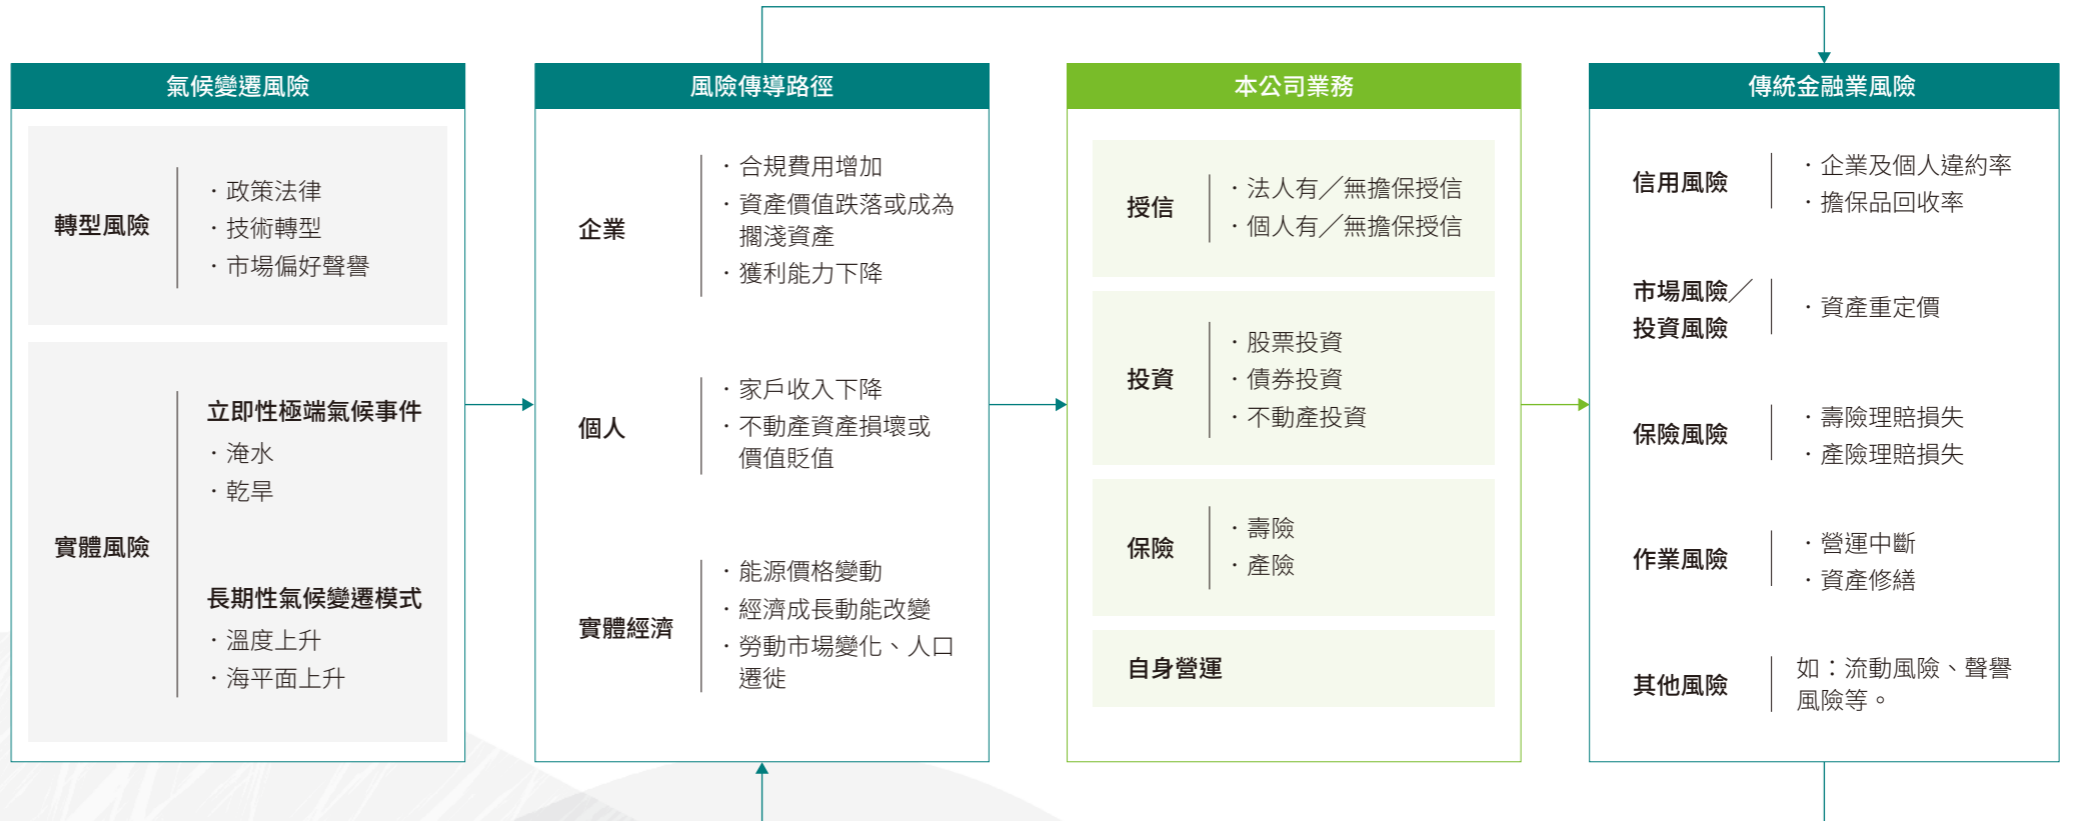 氣候變遷風險
轉型風險
・政策法律
・技術轉型
・市場偏好聲譽
實體風險
立即性極端氣候事件
・淹水
・乾旱
長期性氣候變遷模式
・溫度上升
・海平面上升
風險傳導路徑
企業
・合規費用增加
・資產價值跌落或成為
擱淺資產
・獲利能力下降
個人
・家戶收入下降
・不動產資產損壞或
價值貶值
實體經濟
・能源價格變動
・經濟成長動能改變
・勞動市場變化、人口
遷徙
本公司業務
授信
・法人有／無擔保授信
・個人有／無擔保授信
投資
・股票投資
・債券投資
・不動產投資
保險
・壽險
・產險
自身營運
傳統金融業風險
信用風險
・企業及個人違約率
・擔保品回收率
市場風險／
投資風險
・資產重定價
保險風險
・壽險理賠損失
・產險理賠損失
作業風險
・營運中斷
・資產修繕
其他風險
如：流動風險、聲譽
風險等。